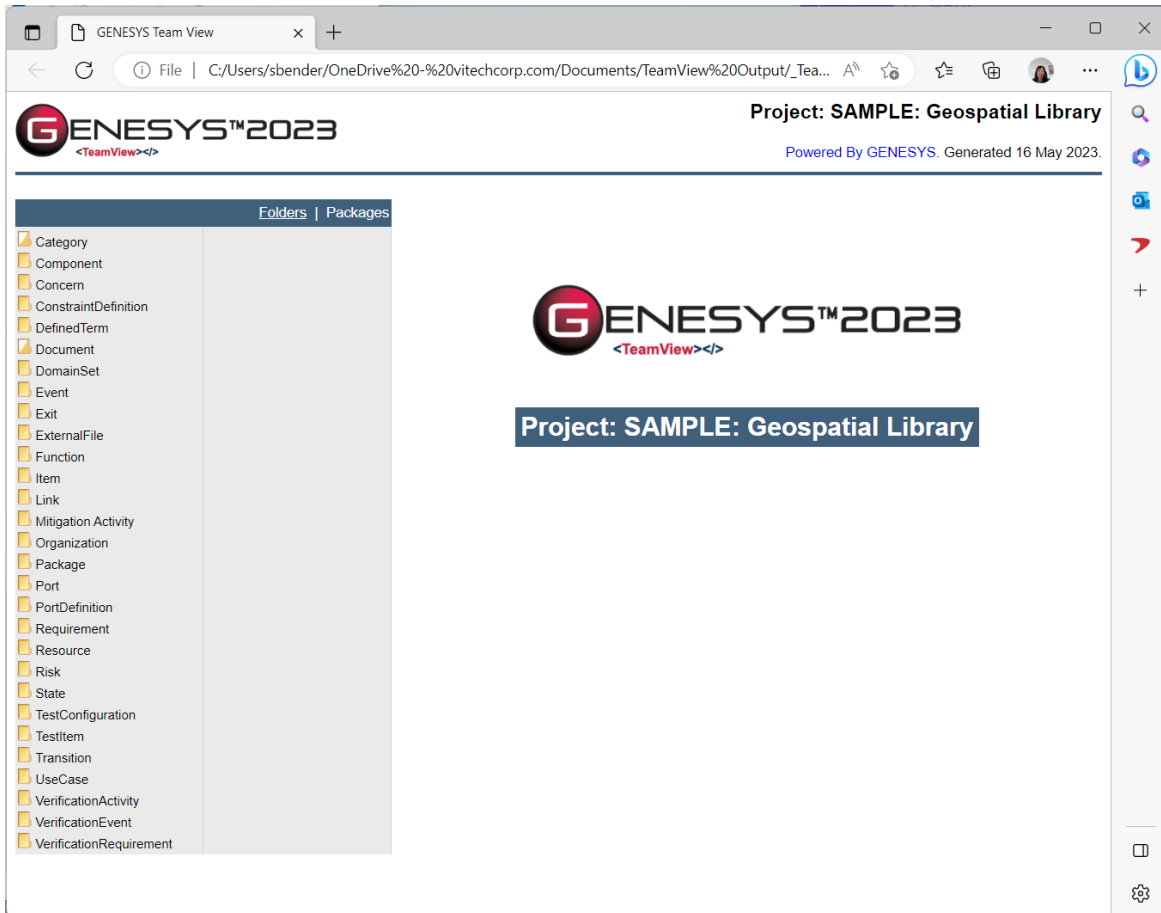 GENESYS Team View
File | C:/Users/sbender/OneDrive%20-%20vitechcorp.com/Documents/TeamView%20Output/_Tea...
GENESYS™2023
<TeamView></>
Project: SAMPLE: Geospatial Library
Powered By GENESYS. Generated 16 May 2023.
Folders | Packages
Category
Component
Concern
ConstraintDefinition
DefinedTerm
Document
DomainSet
Event
Exit
ExternalFile
Function
Item
Link
Mitigation Activity
Organization
Package
Port
PortDefinition
Requirement
Resource
Risk
State
TestConfiguration
TestItem
Transition
UseCase
VerificationActivity
VerificationEvent
VerificationRequirement
GENESYS™2023
<TeamView></>
Project: SAMPLE: Geospatial Library